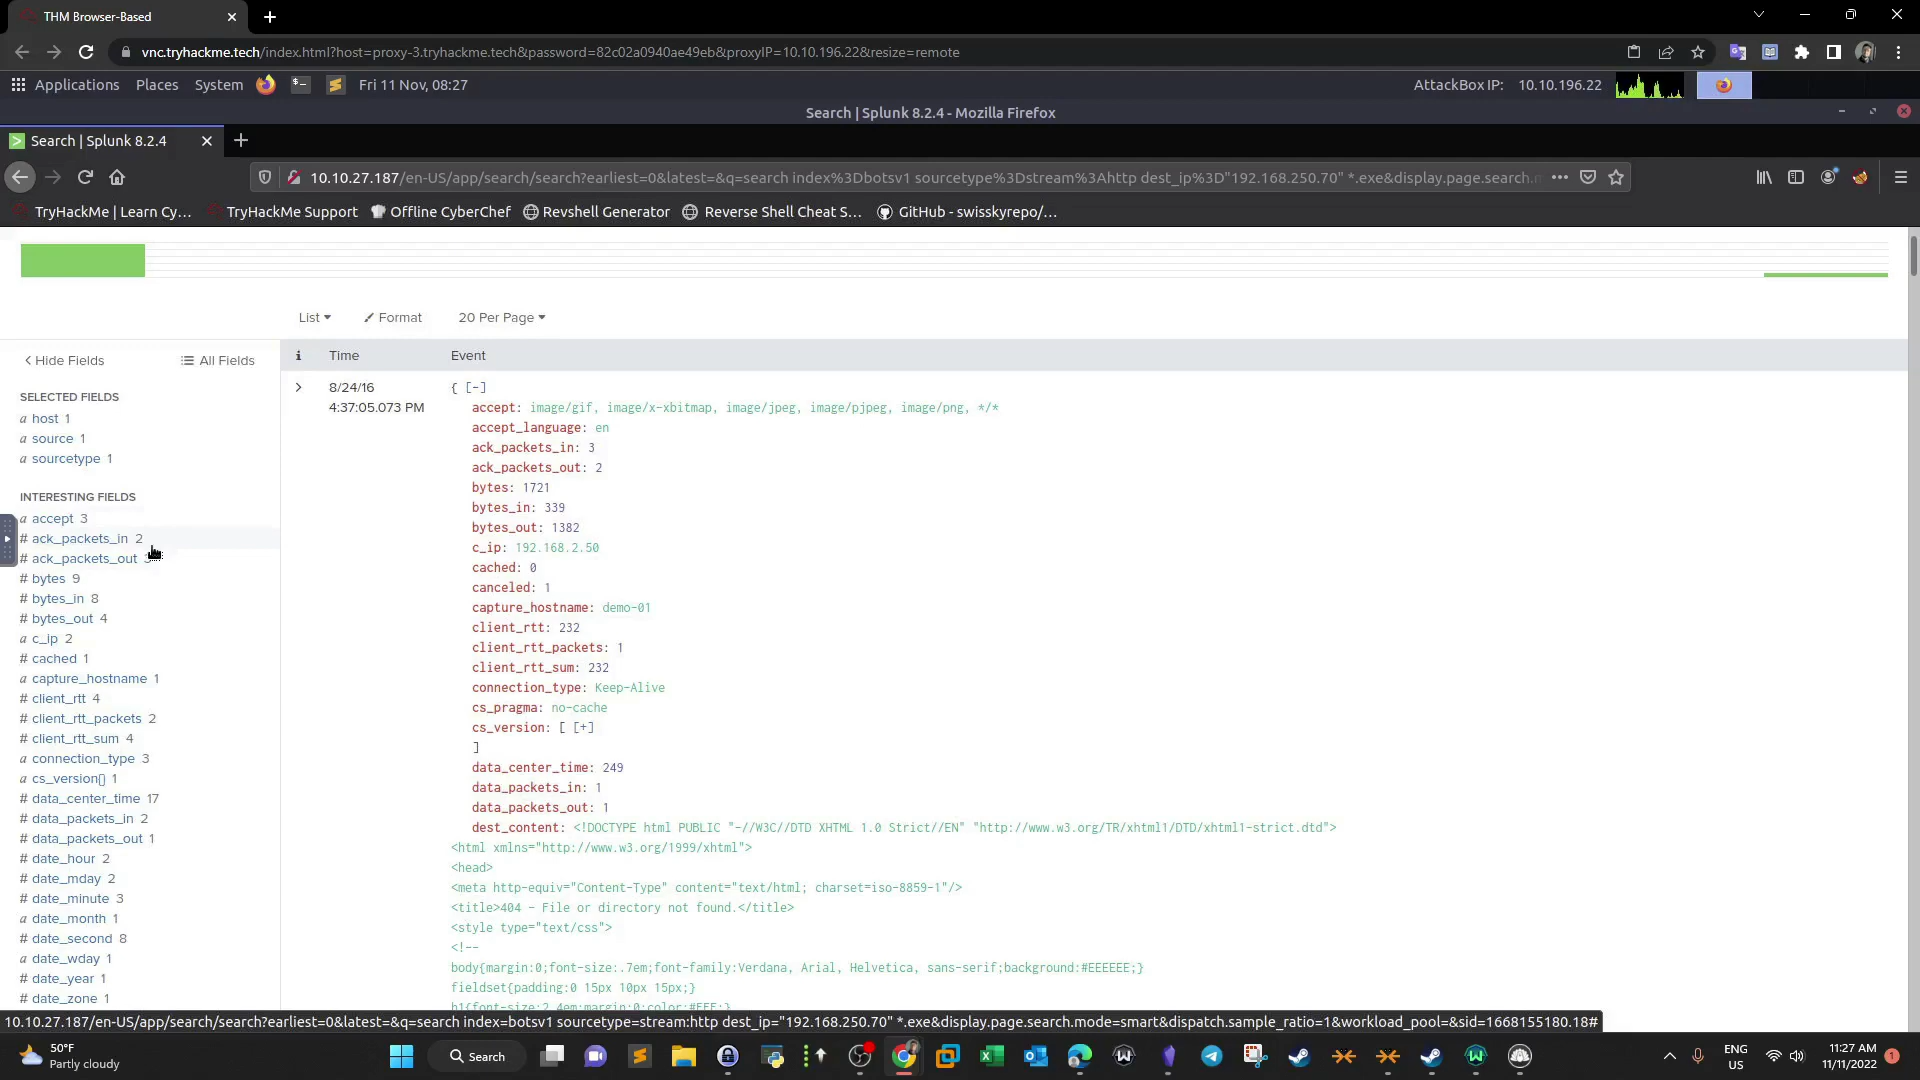 THM Browser-Based
vnc.tryhackme.tech/index.html?host=proxy-3.tryhackme.tech&password=82c02a0940ae49eb&proxyIP=10.10.196.22&resize=remote
Applications Places System Fri 11 Nov, 08:27 AttackBox IP: 10.10.196.22
Search | Splunk 8.2.4 - Mozilla Firefox
Search | Splunk 8.2.4
10.10.27.187/en-US/app/search/search?earliest=0&latest=&q=search index%3Dbotsv1 sourcetype%3Dstream%3Ahttp dest_ip%3D"192.168.250.70" *.exe&display.page.search.m
TryHackMe | Learn Cy… TryHackMe Support Offline CyberChef Revshell Generator Reverse Shell Cheat S… GitHub - swisskyrepo/…
List Format 20 Per Page
Hide Fields All Fields
i Time Event
SELECTED FIELDS
a host 1
a source 1
a sourcetype 1
INTERESTING FIELDS
a accept 3
# ack_packets_in 2
# ack_packets_out
# bytes 9
# bytes_in 8
# bytes_out 4
a c_ip 2
# cached 1
a capture_hostname 1
# client_rtt 4
# client_rtt_packets 2
# client_rtt_sum 4
a connection_type 3
a cs_version{} 1
# data_center_time 17
# data_packets_in 2
# data_packets_out 1
# date_hour 2
# date_mday 2
# date_minute 3
a date_month 1
# date_second 8
a date_wday 1
# date_year 1
# date_zone 1
8/24/16
4:37:05.073 PM
{ [-]
accept: image/gif, image/x-xbitmap, image/jpeg, image/pjpeg, image/png, */*
accept_language: en
ack_packets_in: 3
ack_packets_out: 2
bytes: 1721
bytes_in: 339
bytes_out: 1382
c_ip: 192.168.2.50
cached: 0
canceled: 1
capture_hostname: demo-01
client_rtt: 232
client_rtt_packets: 1
client_rtt_sum: 232
connection_type: Keep-Alive
cs_pragma: no-cache
cs_version: [ [+]
]
data_center_time: 249
data_packets_in: 1
data_packets_out: 1
dest_content: <!DOCTYPE html PUBLIC "-//W3C//DTD XHTML 1.0 Strict//EN" "http://www.w3.org/TR/xhtml1/DTD/xhtml1-strict.dtd">
<html xmlns="http://www.w3.org/1999/xhtml">
<head>
<meta http-equiv="Content-Type" content="text/html; charset=iso-8859-1"/>
<title>404 - File or directory not found.</title>
<style type="text/css">
<!--
body{margin:0;font-size:.7em;font-family:Verdana, Arial, Helvetica, sans-serif;background:#EEEEEE;}
fieldset{padding:0 15px 10px 15px;}
h1{font-size:2.4em;margin:0;color:#FFF;}
10.10.27.187/en-US/app/search/search?earliest=0&latest=&q=search index=botsv1 sourcetype=stream:http dest_ip="192.168.250.70" *.exe&display.page.search.mode=smart&dispatch.sample_ratio=1&workload_pool=&sid=1668155180.18#
50°F
Partly cloudy
Search
ENG
US
11:27 AM
11/11/2022
1